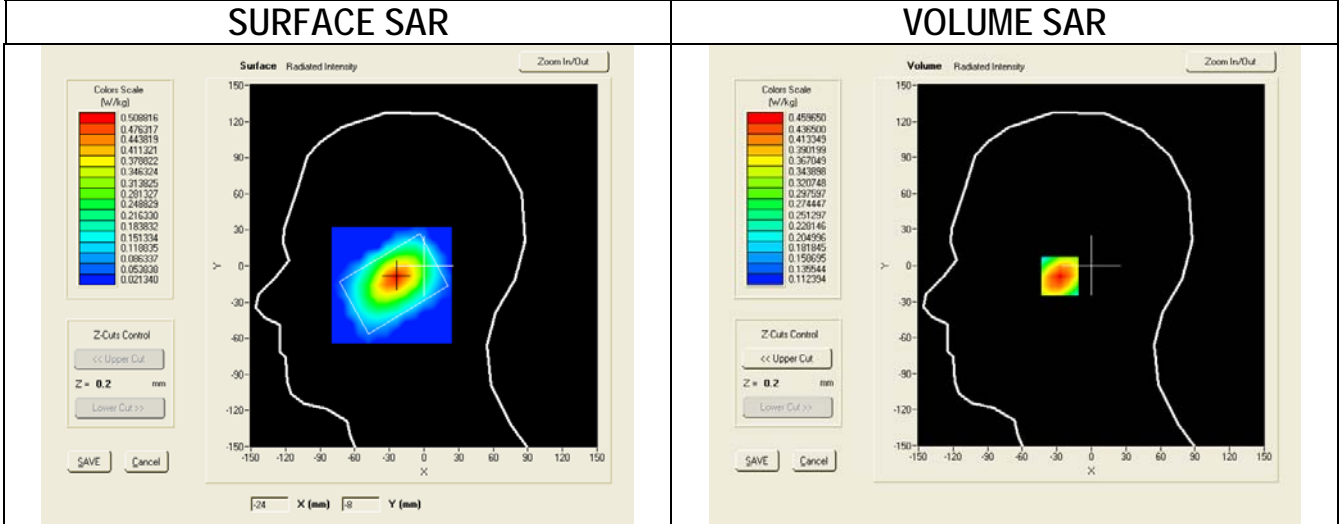 SURFACE SAR
VOLUME SAR
Surface Radiated Intensity
Zoom In/Out
Colors Scale
(W/kg)
0.508816
0.476317
0.443819
0.411321
0.378822
0.346324
0.313825
0.281327
0.248829
0.216330
0.183832
0.151334
0.118835
0.086337
0.053838
0.021340
Z-Cuts Control
<< Upper Cut
Z = 0.2 mm
Lower Cut >>
SAVE
Cancel
150
120
90
60
30
0
-30
-60
-90
-120
-150
Y
-150 -120 -90 -60 -30 0 30 60 90 120 150
X
-24 X (mm) -8 Y (mm)
Volume Radiated Intensity
Zoom In/Out
Colors Scale
(W/kg)
0.459650
0.436500
0.413349
0.390199
0.367049
0.343898
0.320748
0.297597
0.274447
0.251297
0.228146
0.204996
0.181845
0.158695
0.135544
0.112394
Z-Cuts Control
<< Upper Cut
Z = 0.2 mm
Lower Cut >>
SAVE
Cancel
150
120
90
60
30
0
-30
-60
-90
-120
-150
Y
-150 -120 -90 -60 -30 0 30 60 90 120 150
X